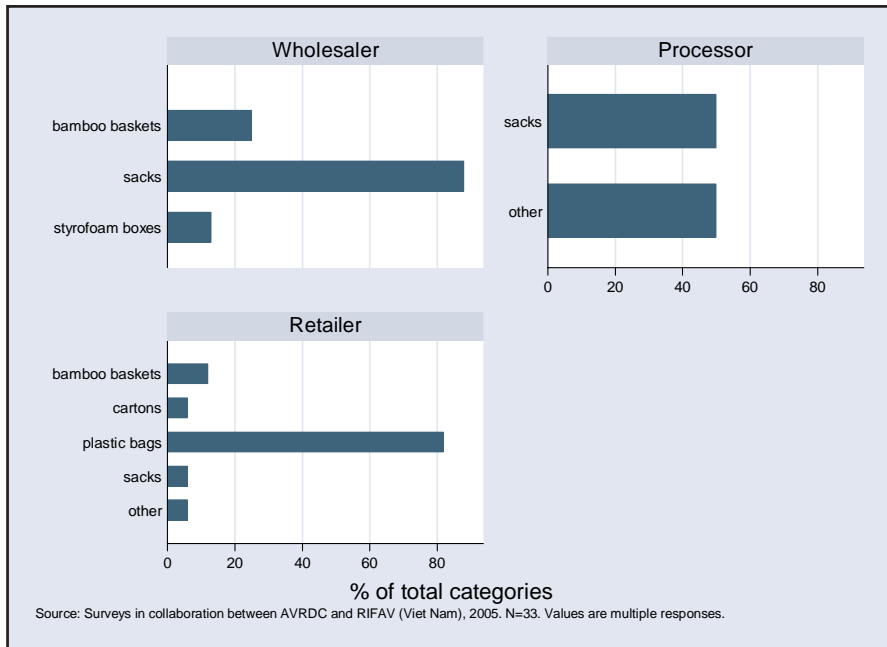 Wholesaler
bamboo baskets
sacks
styrofoam boxes
Processor
sacks
other
0 20 40 60 80
Retailer
bamboo baskets
cartons
plastic bags
sacks
other
0 20 40 60 80
% of total categories
Source: Surveys in collaboration between AVRDC and RIFAV (Viet Nam), 2005. N=33. Values are multiple responses.